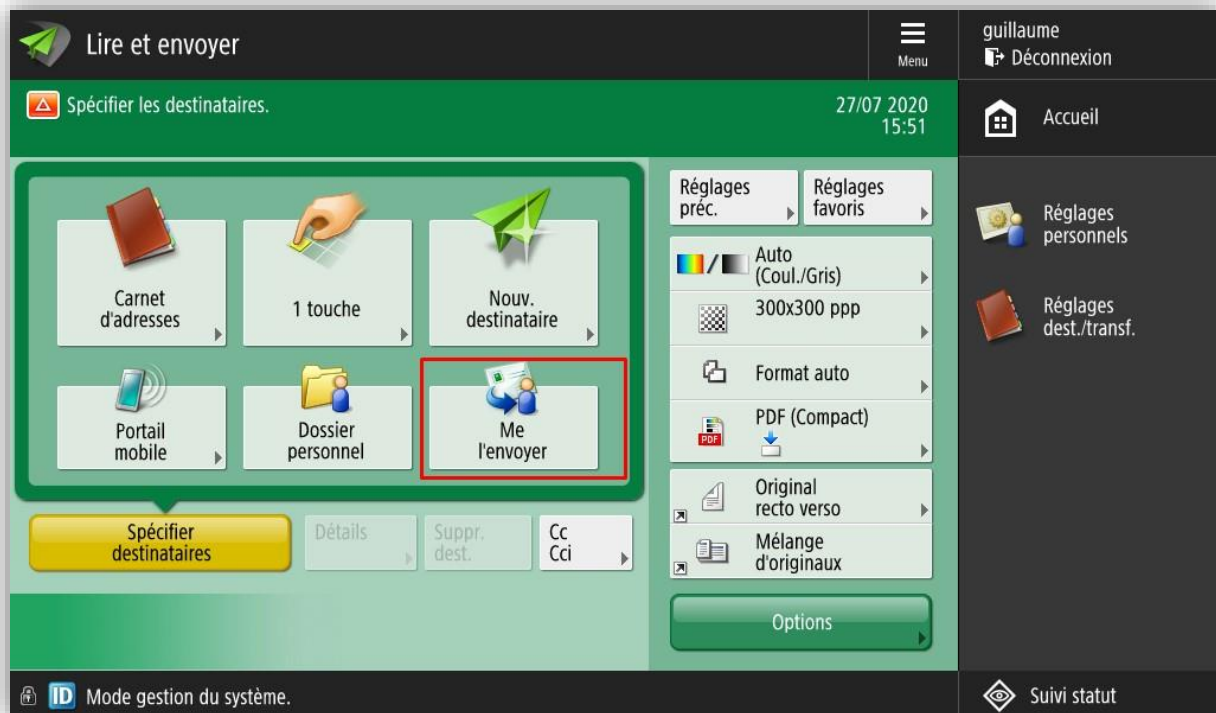 Lire et envoyer
Menu
guillaume
Déconnexion
Spécifier les destinataires.
27/07 2020
15:51
Accueil
Réglages
personnels
Réglages
dest./transf.
Carnet
d'adresses
1 touche
Nouv.
destinataire
Portail
mobile
Dossier
personnel
Me
l'envoyer
Spécifier
destinataires
Détails
Suppr.
dest.
Cc
Cci
Réglages
préc.
Réglages
favoris
Auto
(Coul./Gris)
300x300 ppp
Format auto
PDF
PDF (Compact)
Original
recto verso
Mélange
d'originaux
Options
ID Mode gestion du système.
Suivi statut